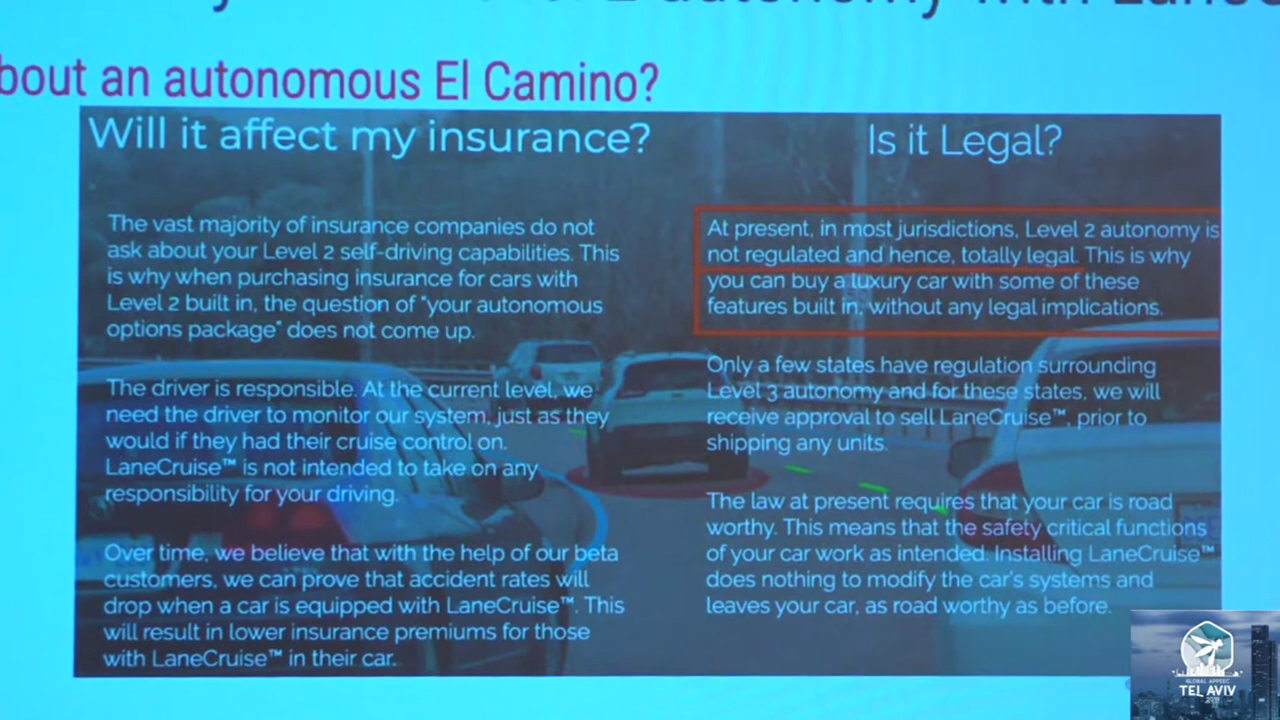 2 autonomy with
bout an autonomous El Camino?
Will it affect my insurance?
The vast majority of insurance companies do not
ask about your Level 2 self-driving capabilities. This
is why when purchasing insurance for cars with
Level 2 built in, the question of "your autonomous
options package" does not come up.
The driver is responsible. At the current level, we
need the driver to monitor our system, just as they
would if they had their cruise control on.
LaneCruise™ is not intended to take on any
responsibility for your driving.
Over time, we believe that with the help of our beta
customers, we can prove that accident rates will
drop when a car is equipped with LaneCruise™. This
will result in lower insurance premiums for those
with LaneCruise™ in their car.
Is it Legal?
At present, in most jurisdictions, Level 2 autonomy is
not regulated and hence, totally legal. This is why
you can buy a luxury car with some of these
features built in, without any legal implications.
Only a few states have regulation surrounding
Level 3 autonomy and for these states, we will
receive approval to sell LaneCruise™, prior to
shipping any units.
The law at present requires that your car is road
worthy. This means that the safety critical functions
of your car work as intended. Installing LaneCruise™
does nothing to modify the car's systems and
leaves your car, as road worthy as before.
GLOBAL APPSEC
TEL AVIV
2019